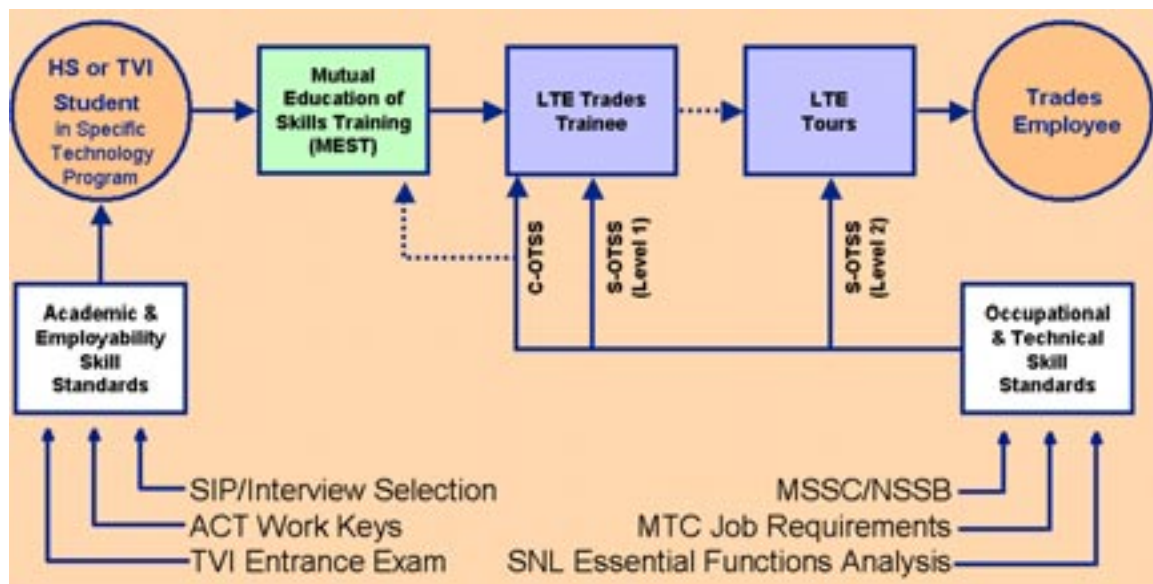 HS or TVI
Student
in Specific
Technology
Program
Mutual
Education of
Skills Training
(MEST)
LTE Trades
Trainee
LTE
Tours
Trades
Employee
C-OTSS
S-OTSS
(Level 1)
S-OTSS
(Level 2)
Academic &
Employability
Skill
Standards
Occupational
& Technical
Skill
Standards
SIP/Interview Selection
ACT Work Keys
TVI Entrance Exam
MSSC/NSSB
MTC Job Requirements
SNL Essential Functions Analysis